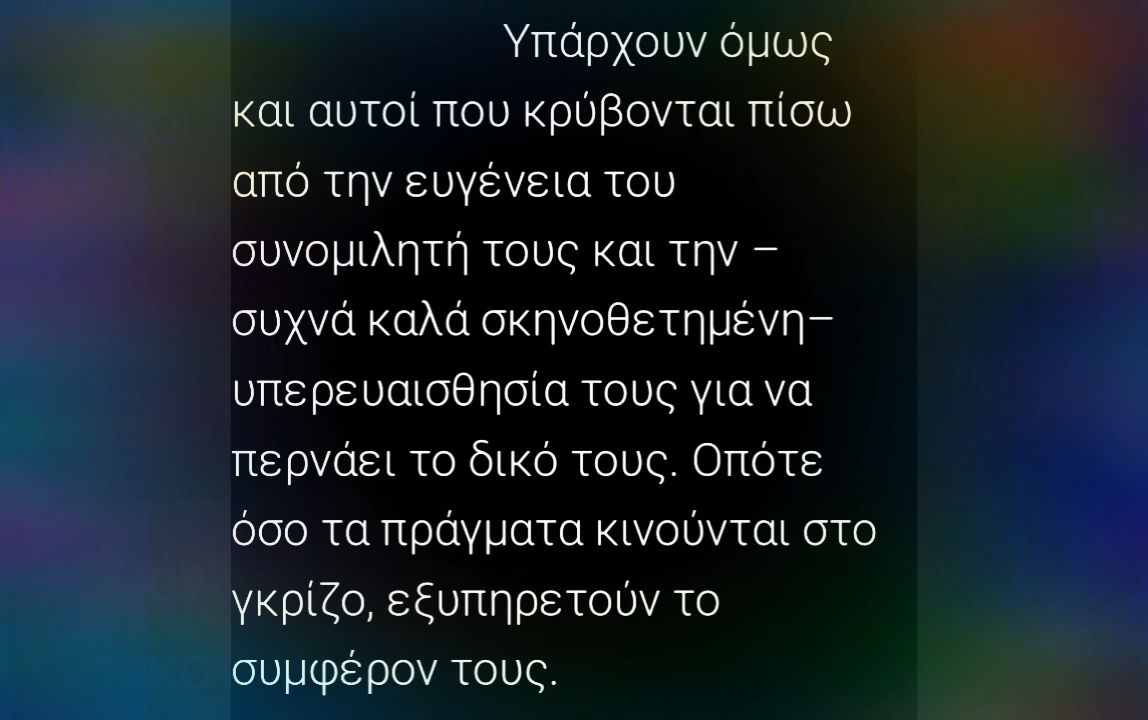 Υπάρχουν όμως
και αυτοί που κρύβονται πίσω
από την ευγένεια του
συνομιλητή τους και την –
συχνά καλά σκηνοθετημένη–
υπερευαισθησία τους για να
περνάει το δικό τους. Οπότε
όσο τα πράγματα κινούνται στο
γκρίζο, εξυπηρετούν το
συμφέρον τους.